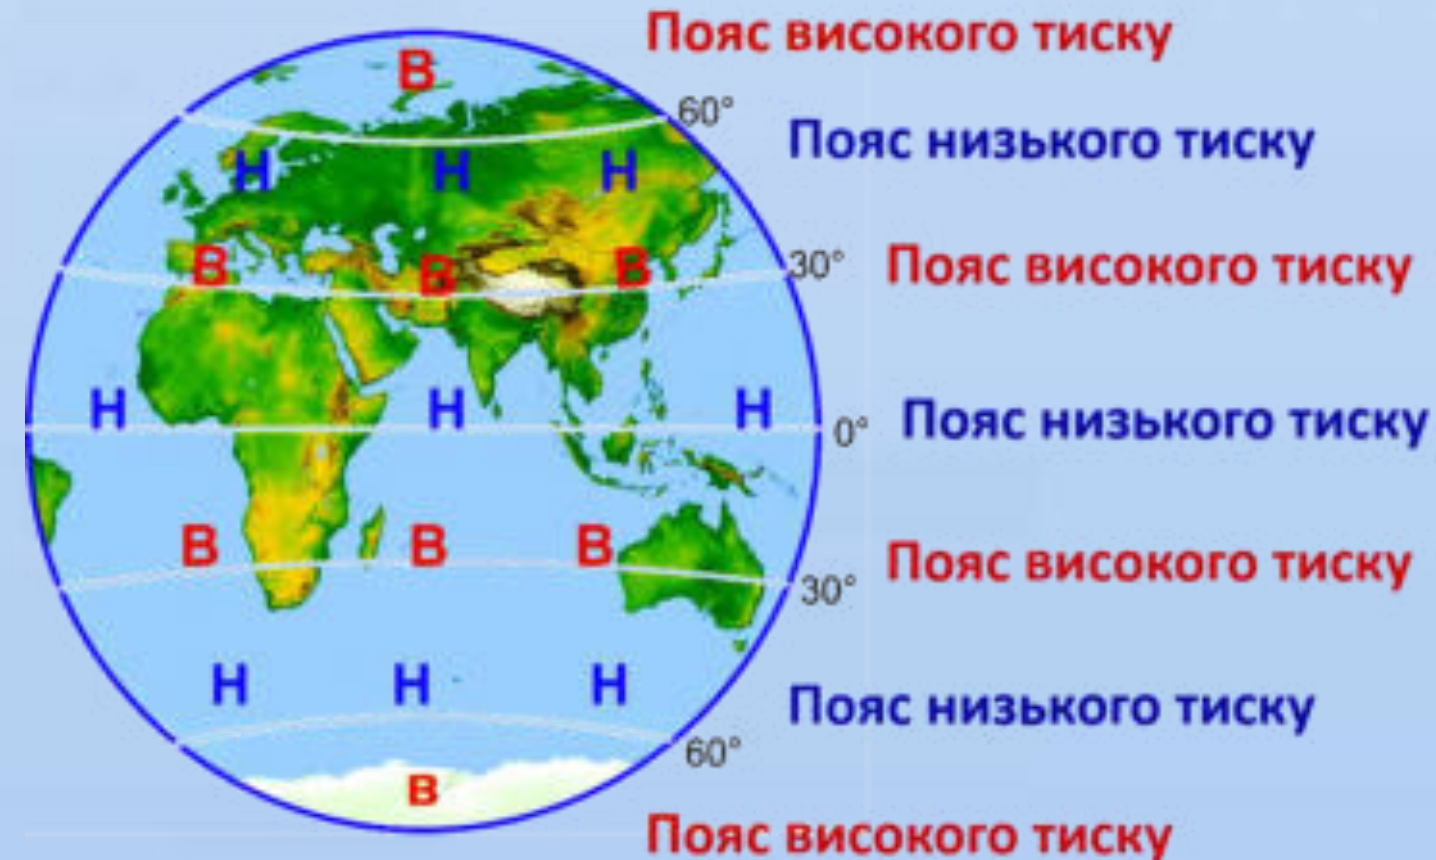 Пояс високого тиску
В
60°
Пояс низького тиску
Н Н Н
В В В
30°
Пояс високого тиску
Н Н Н
0°
Пояс низького тиску
В В В
30°
Пояс високого тиску
Н Н Н
Пояс низького тиску
60°
В
Пояс високого тиску